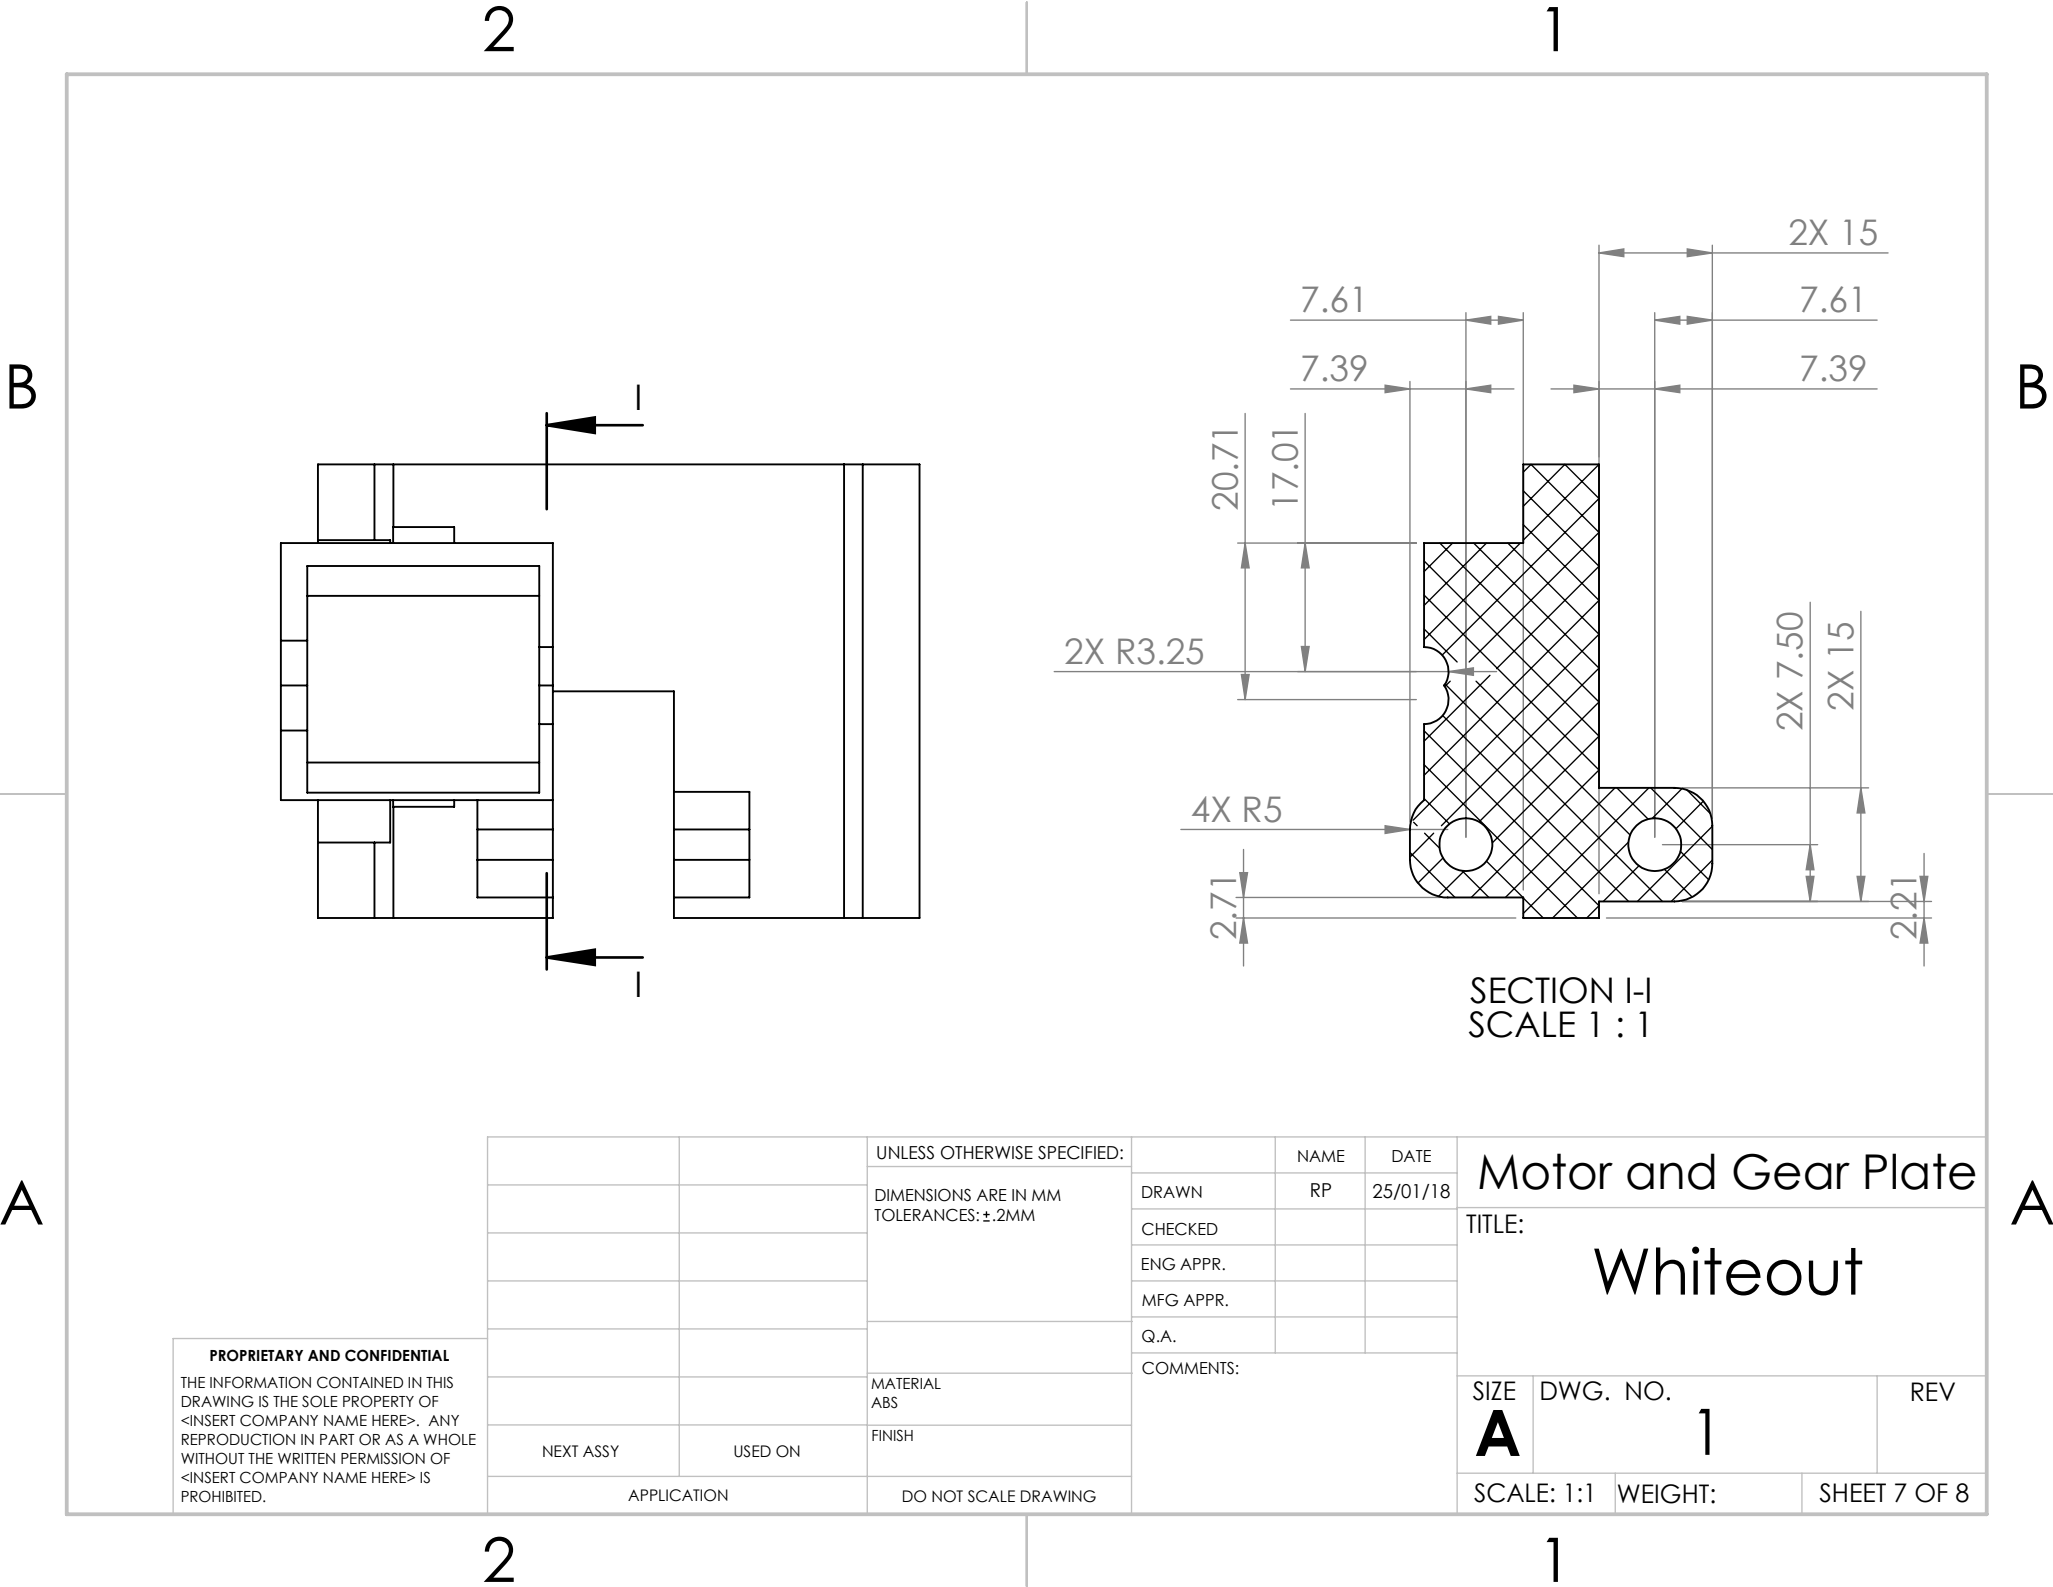 2
1
B
B
2X 15
7.61
7.61
7.39
7.39
20.71
17.01
2X R3.25
2X 7.50
2X 15
4X R5
2.71
2.21
I
I
SECTION I-I
SCALE 1 : 1
A
A
UNLESS OTHERWISE SPECIFIED:
DIMENSIONS ARE IN MM
TOLERANCES:±.2MM
MATERIAL
ABS
FINISH
DO NOT SCALE DRAWING
NEXT ASSY
USED ON
APPLICATION
NAME
DATE
DRAWN
RP
25/01/18
CHECKED
ENG APPR.
MFG APPR.
Q.A.
COMMENTS:
Motor and Gear Plate
TITLE:
Whiteout
SIZE
A
DWG. NO.
1
REV
SCALE: 1:1
WEIGHT:
SHEET 7 OF 8
PROPRIETARY AND CONFIDENTIAL
THE INFORMATION CONTAINED IN THIS
DRAWING IS THE SOLE PROPERTY OF
<INSERT COMPANY NAME HERE>. ANY
REPRODUCTION IN PART OR AS A WHOLE
WITHOUT THE WRITTEN PERMISSION OF
<INSERT COMPANY NAME HERE> IS
PROHIBITED.
2
1